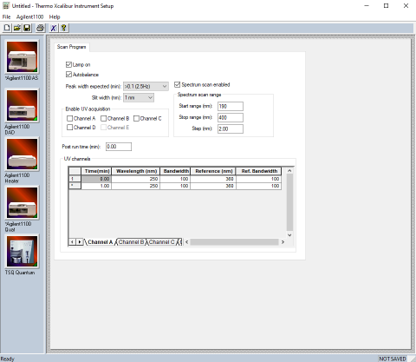 Untitled - Thermo Xcalibur Instrument Setup
File Agilent1100 Help
Scan Program
Lamp on
Autobalance
Peak width expected (min): >0.1 (2.5Hz)
Slit width (nm): 1 nm
Enable UV acquisition
Channel A Channel B Channel C
Channel D Channel E
Post run time (min): 0.00
Spectrum scan enabled
Spectrum scan range
Start range (nm): 190
Stop range (nm): 400
Step (nm): 2.00
UV channels
Time(min) Wavelength (nm) Bandwidth Reference (nm) Ref. Bandwidth
1 0.00 250 100 360 100
* 1.00 250 100 360 100
Channel A Channel B Channel C
Agilent1100 AS
Agilent1100
DAD
Agilent1100
Agilent1100
TSQ Quantum
Ready
NOT SAVED